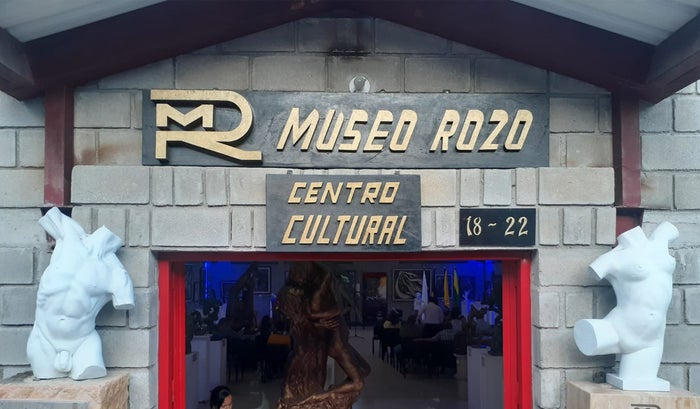 MR MUSEO ROZO
CENTRO
CULTURAL
18-22